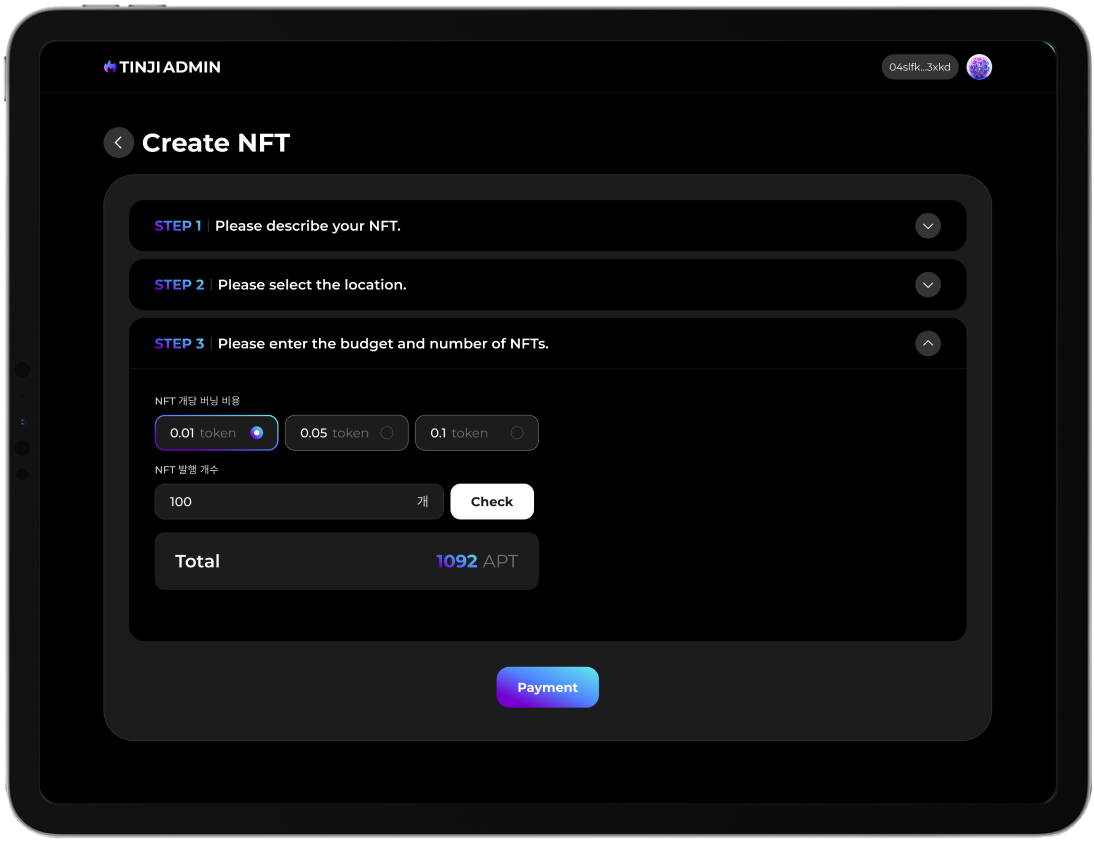 TINJI ADMIN
04slfk...3xkd
Create NFT
STEP 1 | Please describe your NFT.
STEP 2 | Please select the location.
STEP 3 | Please enter the budget and number of NFTs.
NFT 개당 버닝 비용
0.01 token 0.05 token 0.1 token
NFT 발행 개수
100 개 Check
Total 1092 APT
Payment